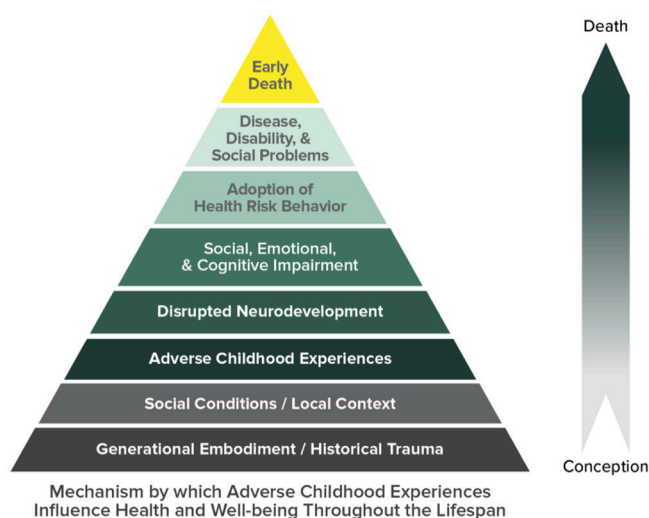 Death
Early
Death
Disease,
Disability, &
Social Problems
Adoption of
Health Risk Behavior
Social, Emotional,
& Cognitive Impairment
Disrupted Neurodevelopment
Adverse Childhood Experiences
Social Conditions / Local Context
Generational Embodiment / Historical Trauma
Conception
Mechanism by which Adverse Childhood Experiences
Influence Health and Well-being Throughout the Lifespan